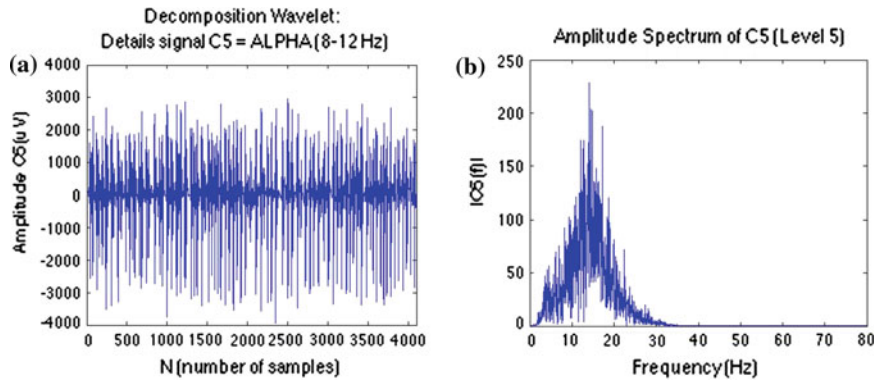 Decomposition Wavelet:
Details signal C5 = ALPHA (8-12 Hz)
(a)
4000
3000
2000
1000
0
-1000
-2000
-3000
-4000
Amplitude C5(u V)
0 500 1000 1500 2000 2500 3000 3500 4000
N (number of samples)
Amplitude Spectrum of C5 (Level 5)
(b)
250
200
150
100
50
0
|C5(f)|
0 10 20 30 40 50 60 70 80
Frequency (Hz)